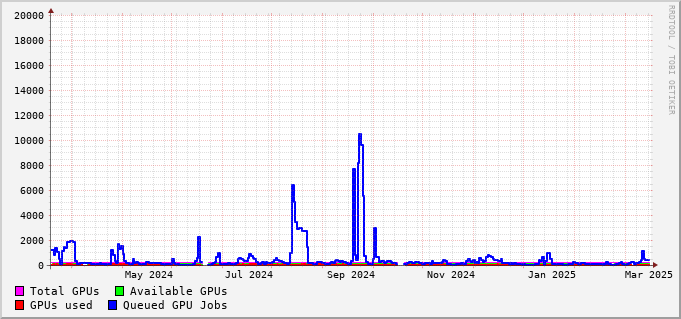 20000
18000
16000
14000
12000
10000
8000
6000
4000
2000
0
May 2024 Jul 2024 Sep 2024 Nov 2024 Jan 2025 Mar 2025
Total GPUs Available GPUs
GPUs used Queued GPU Jobs
RRDTOOL / TOBI OETIKER